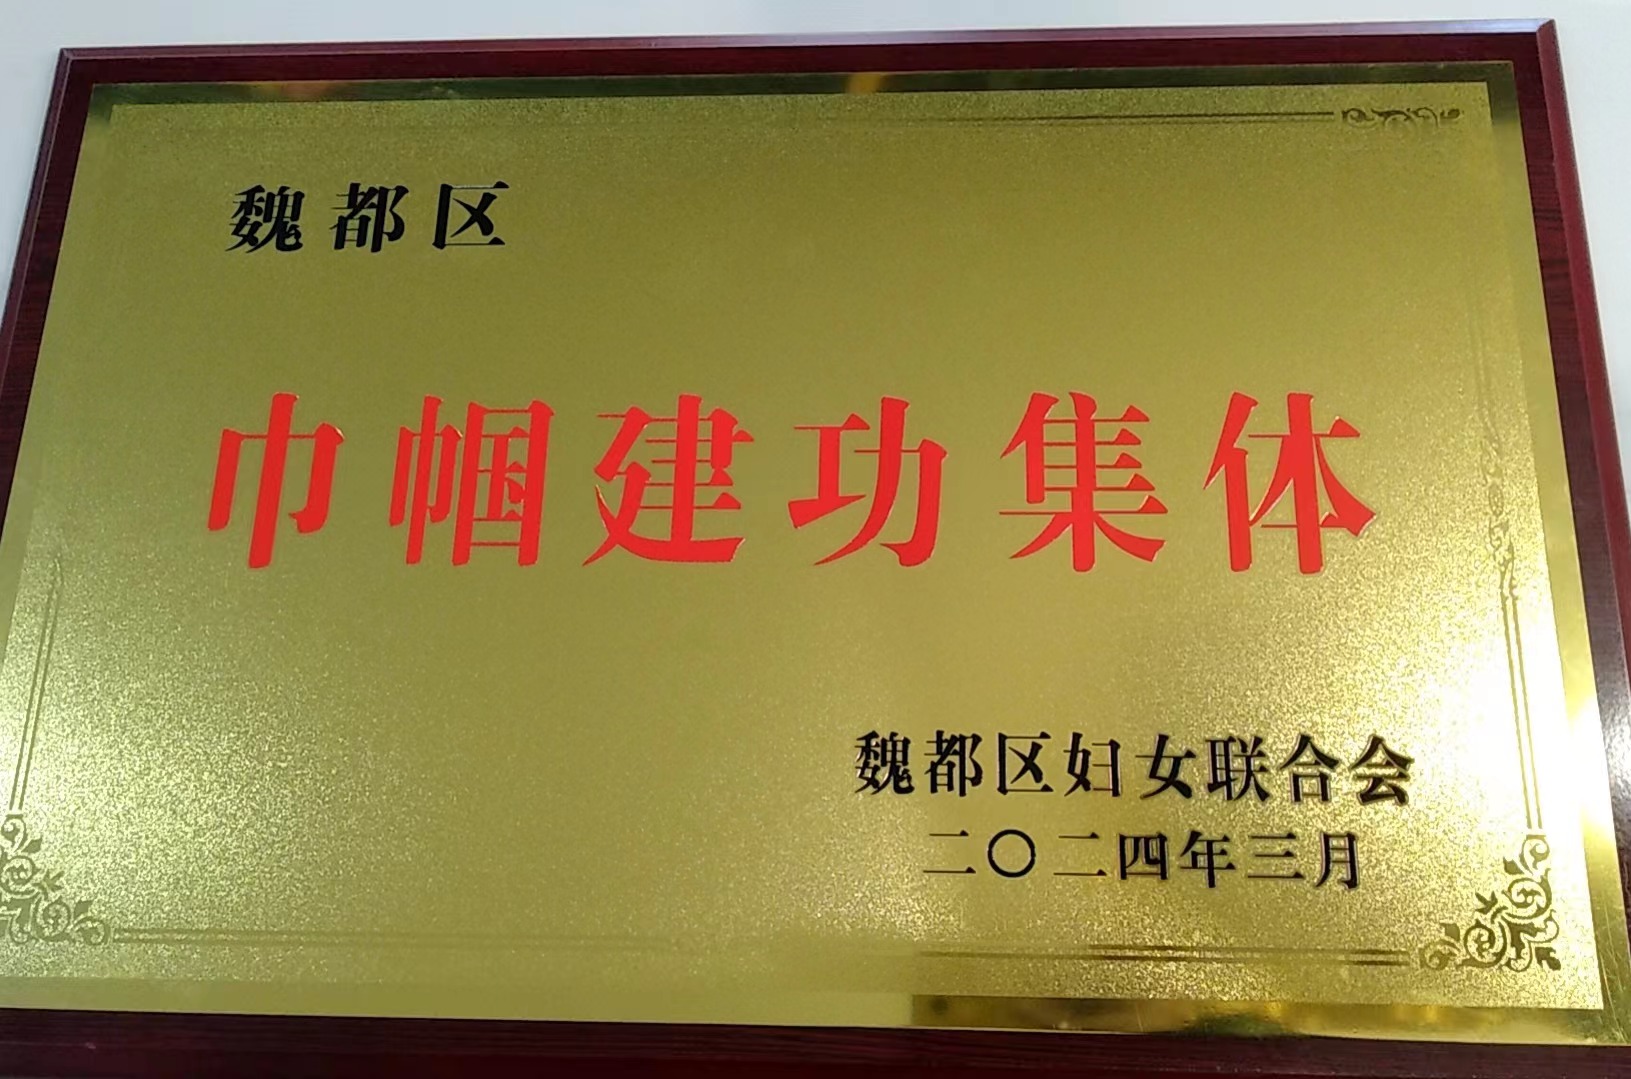 魏都区
巾帼建功集体
魏都区妇女联合会
二〇二四年三月